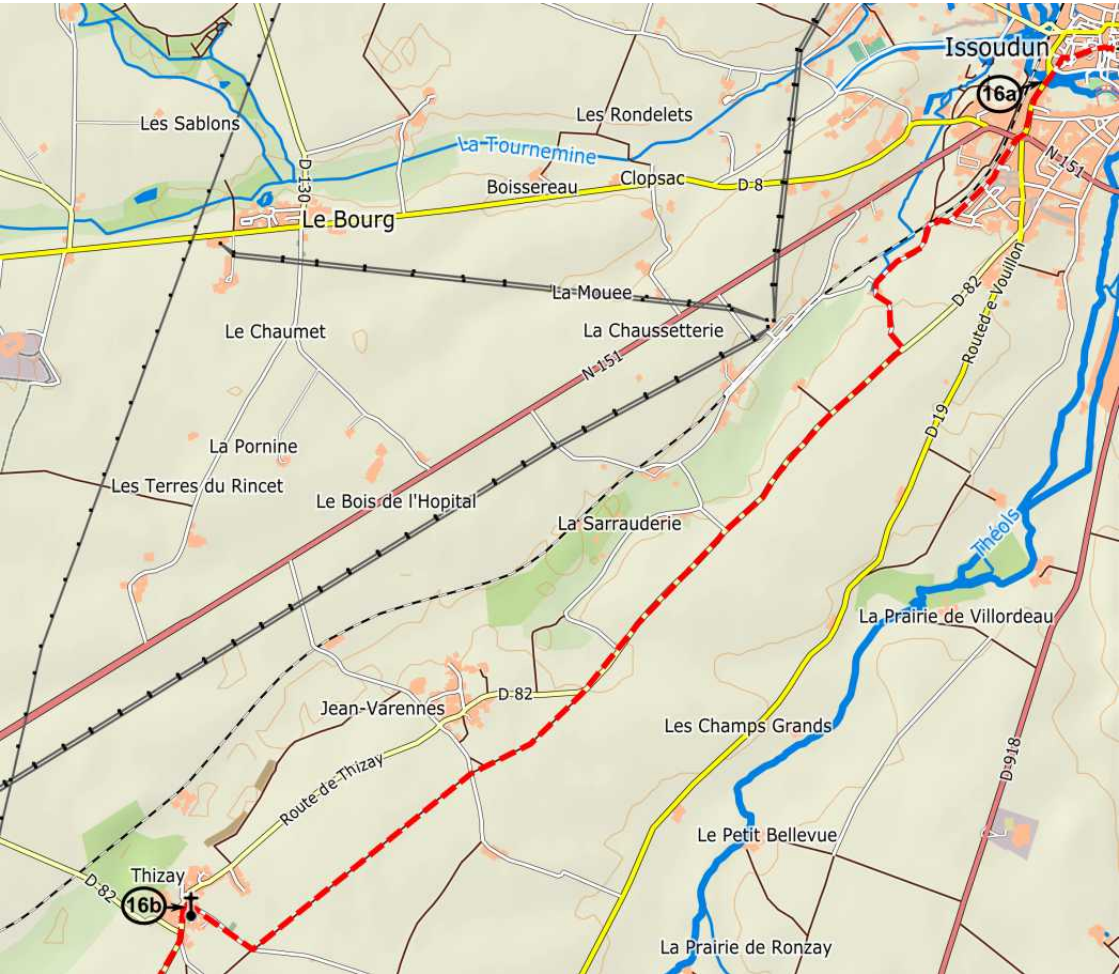 Issoudun
16a
Les Sablons
Les Rondelets
La Tournemine
N 151
D 130
Boissereau
Clopsac
D 8
Le Bourg
Routed e Vouillon
D 82
La Mouee
Le Chaumet
La Chaussetterie
N 151
D 19
La Pornine
Les Terres du Rincet
Le Bois de l'Hopital
La Sarrauderie
Théols
La Prairie de Villordeau
D 82
Jean-Varennes
Les Champs Grands
D 918
Route de Thizay
Le Petit Bellevue
Thizay
D 82
16b
La Prairie de Ronzay